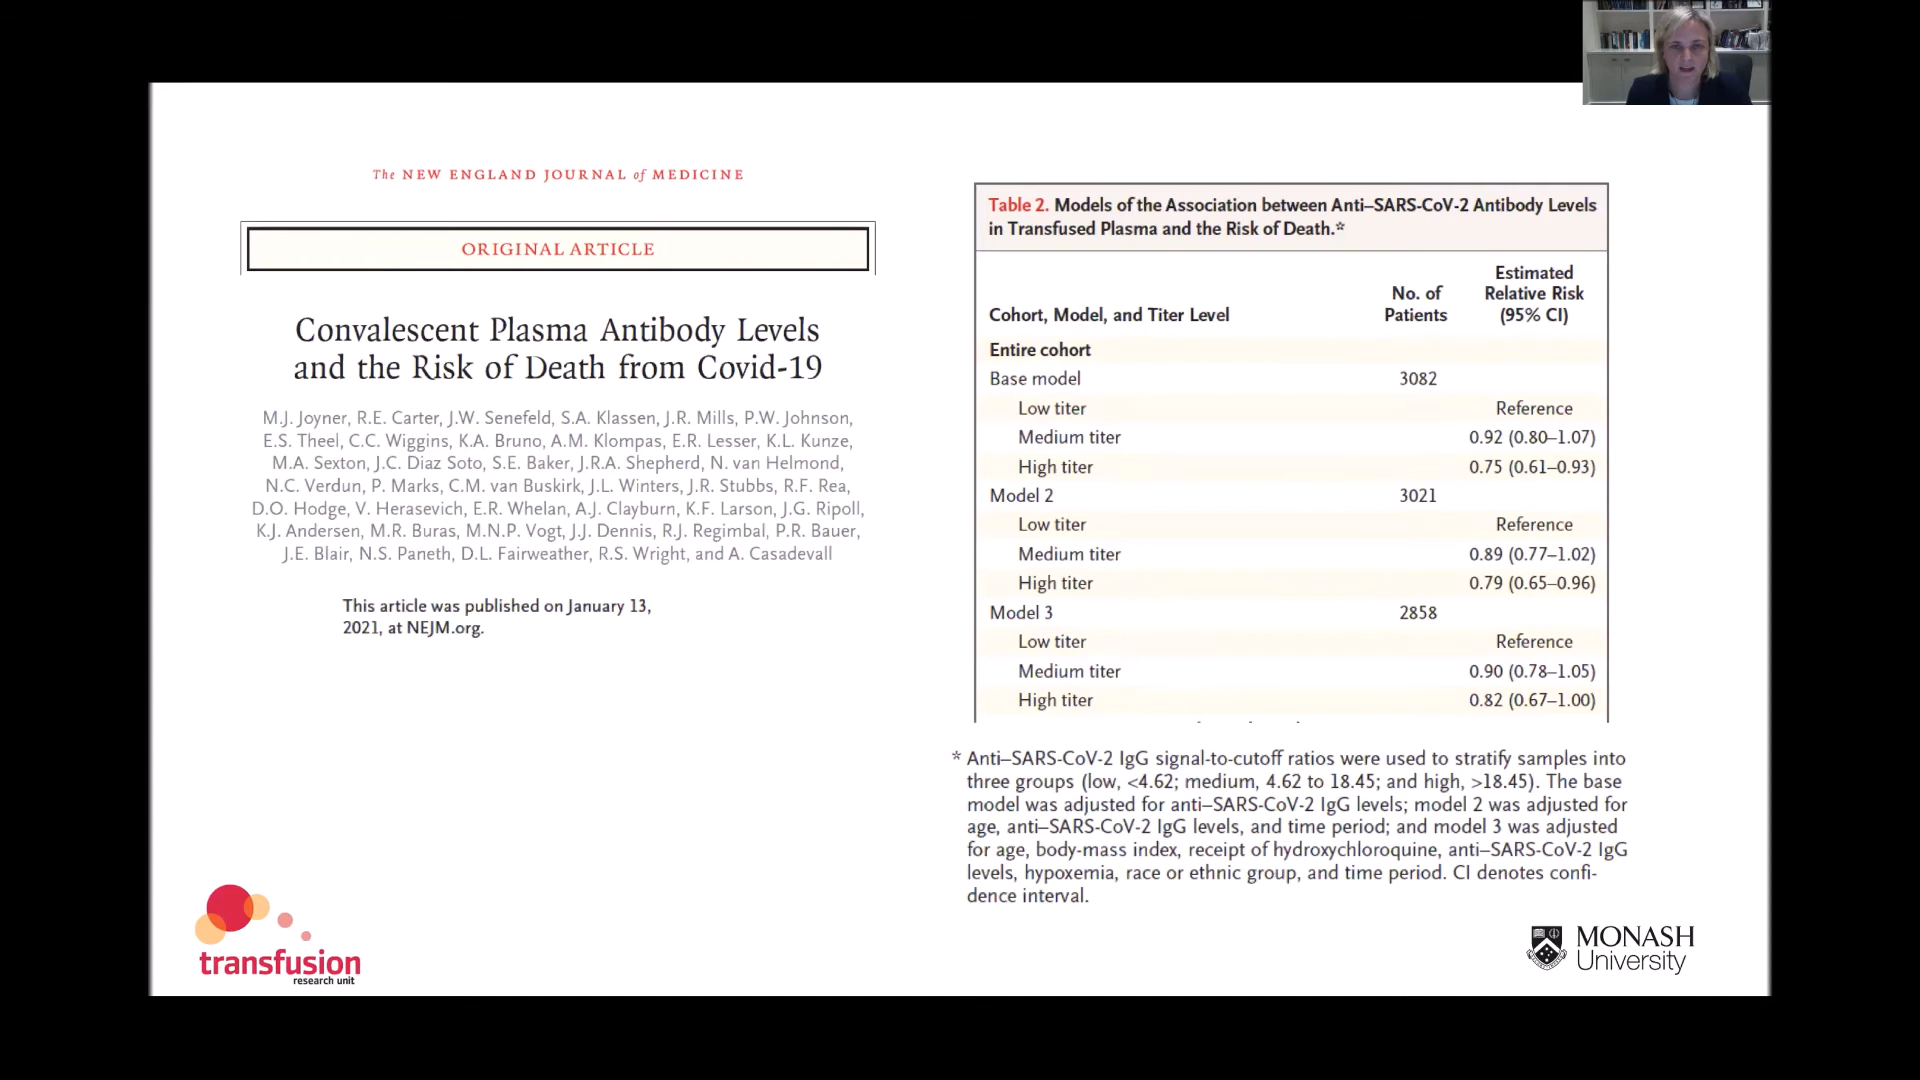 The NEW ENGLAND JOURNAL of MEDICINE
ORIGINAL ARTICLE
Convalescent Plasma Antibody Levels
and the Risk of Death from Covid-19
M.J. Joyner, R.E. Carter, J.W. Senefeld, S.A. Klassen, J.R. Mills, P.W. Johnson,
E.S. Theel, C.C. Wiggins, K.A. Bruno, A.M. Klompas, E.R. Lesser, K.L. Kunze,
M.A. Sexton, J.C. Diaz Soto, S.E. Baker, J.R.A. Shepherd, N. van Helmond,
N.C. Verdun, P. Marks, C.M. van Buskirk, J.L. Winters, J.R. Stubbs, R.F. Rea,
D.O. Hodge, V. Herasevich, E.R. Whelan, A.J. Clayburn, K.F. Larson, J.G. Ripoll,
K.J. Andersen, M.R. Buras, M.N.P. Vogt, J.J. Dennis, R.J. Regimbal, P.R. Bauer,
J.E. Blair, N.S. Paneth, D.L. Fairweather, R.S. Wright, and A. Casadevall
This article was published on January 13,
2021, at NEJM.org.
Table 2. Models of the Association between Anti–SARS-CoV-2 Antibody Levels
in Transfused Plasma and the Risk of Death.*
Cohort, Model, and Titer Level No. of Patients Estimated Relative Risk (95% CI)
Entire cohort
Base model 3082
Low titer Reference
Medium titer 0.92 (0.80–1.07)
High titer 0.75 (0.61–0.93)
Model 2 3021
Low titer Reference
Medium titer 0.89 (0.77–1.02)
High titer 0.79 (0.65–0.96)
Model 3 2858
Low titer Reference
Medium titer 0.90 (0.78–1.05)
High titer 0.82 (0.67–1.00)
* Anti–SARS-CoV-2 IgG signal-to-cutoff ratios were used to stratify samples into
three groups (low, <4.62; medium, 4.62 to 18.45; and high, >18.45). The base
model was adjusted for anti–SARS-CoV-2 IgG levels; model 2 was adjusted for
age, anti–SARS-CoV-2 IgG levels, and time period; and model 3 was adjusted
for age, body-mass index, receipt of hydroxychloroquine, anti–SARS-CoV-2 IgG
levels, hypoxemia, race or ethnic group, and time period. CI denotes confi-
dence interval.
transfusion
research unit
MONASH
University